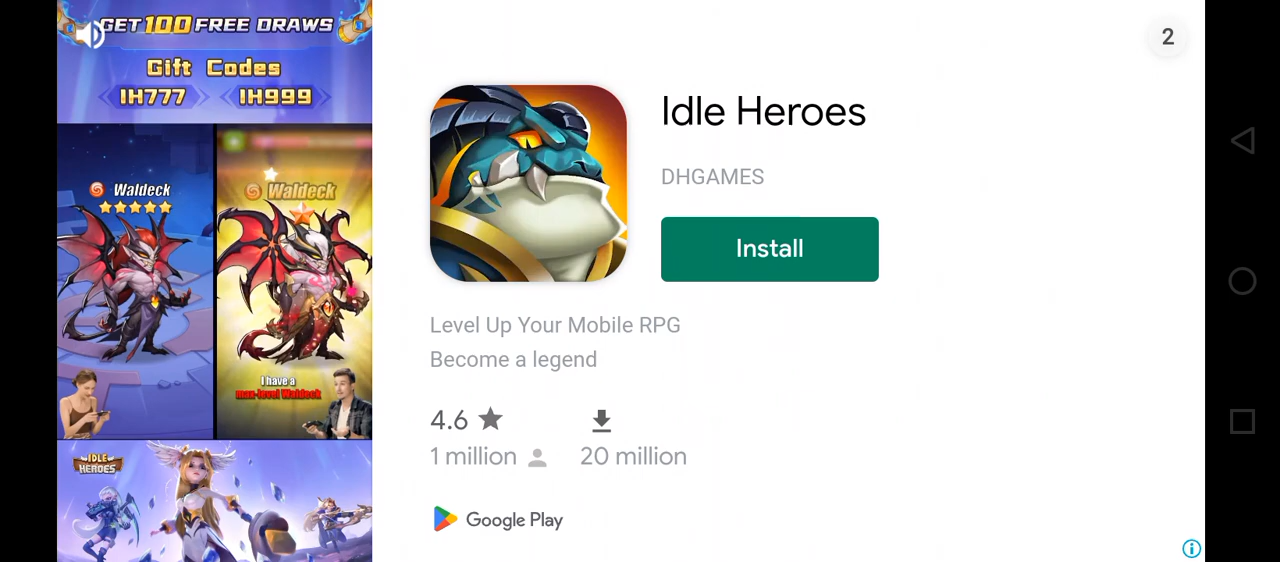 GET 100 FREE DRAWS
Gift Codes
IH777
IH999
Waldeck
Waldeck
I have a
max-level Waldeck
IDLE
HEROES
2
Idle Heroes
DHGAMES
Install
Level Up Your Mobile RPG
Become a legend
4.6
1 million
20 million
Google Play